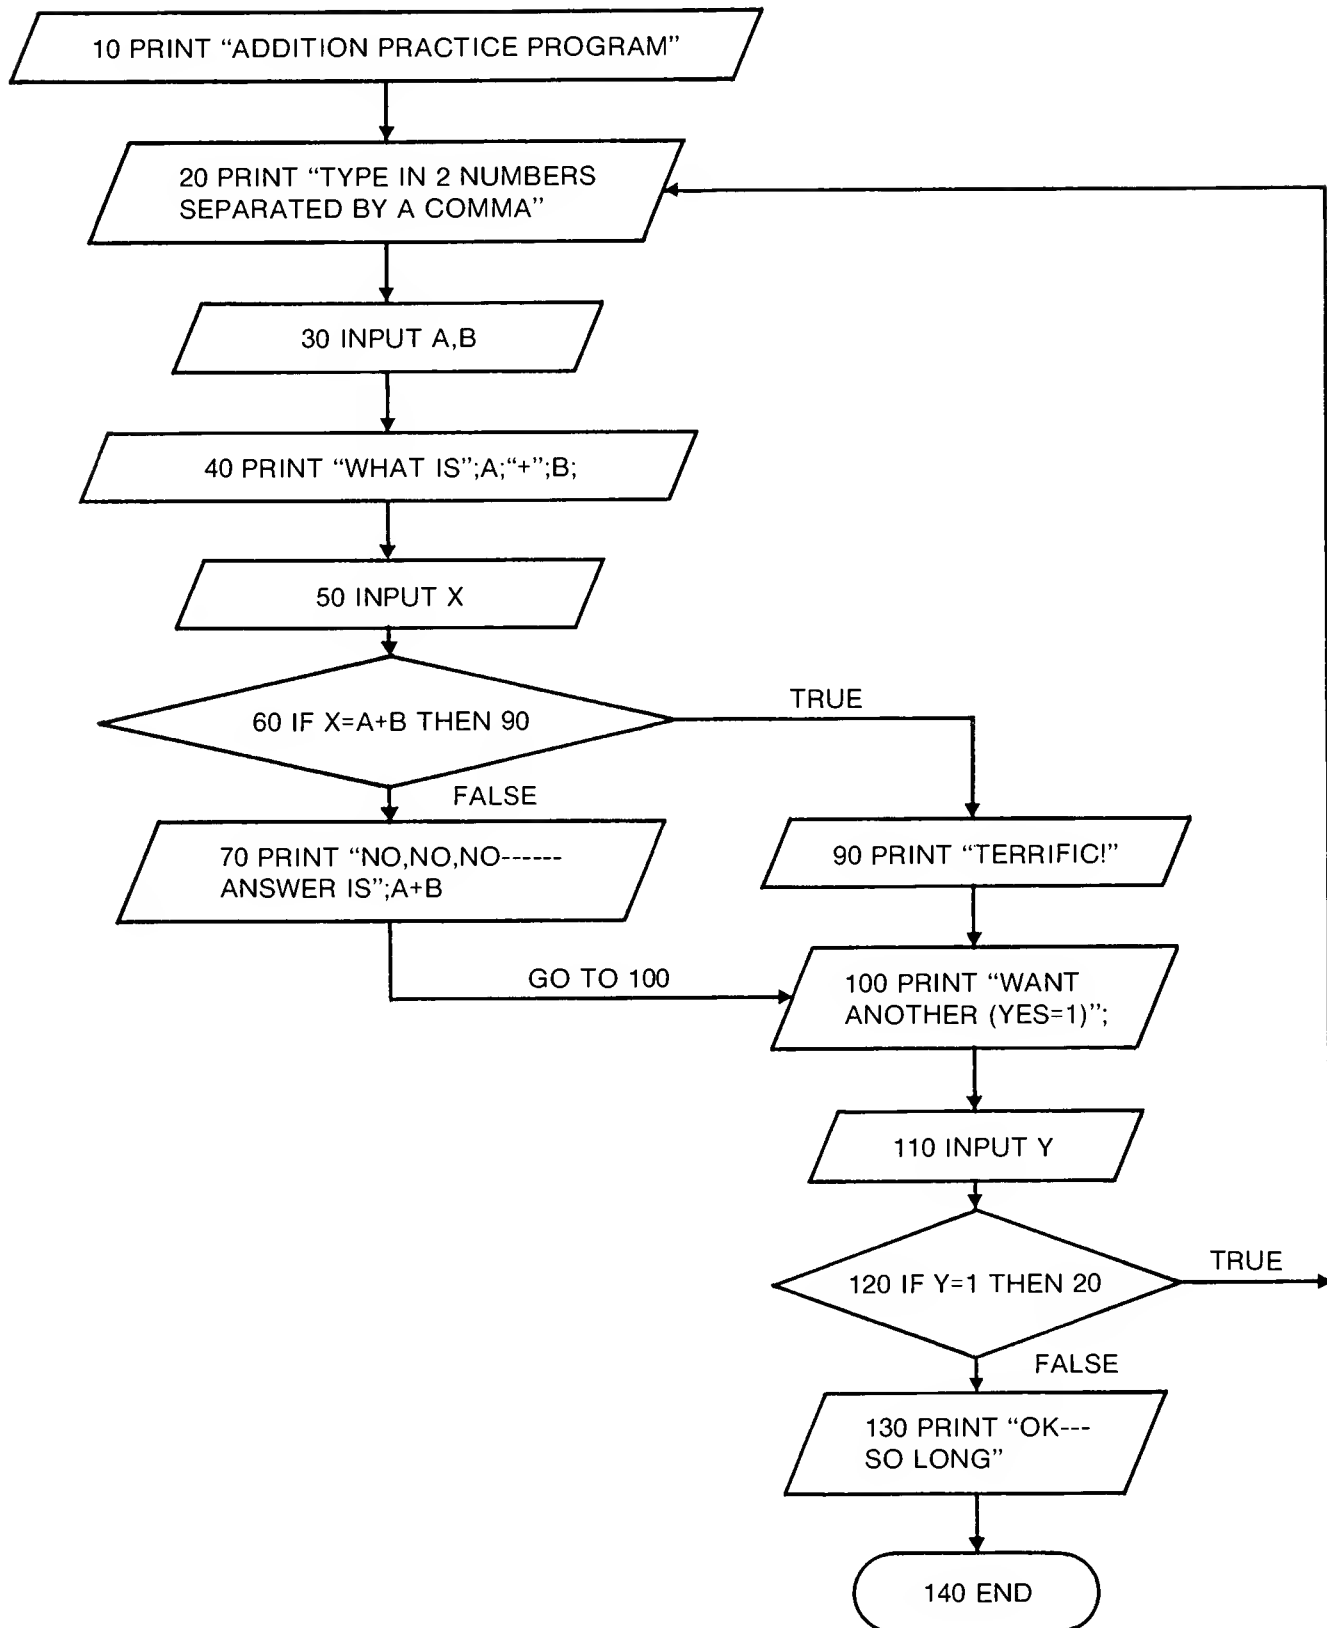 10 PRINT “ADDITION PRACTICE PROGRAM”
20 PRINT “TYPE IN 2 NUMBERS
SEPARATED BY A COMMA”
30 INPUT A,B
40 PRINT “WHAT IS”;A;“+”;B;
50 INPUT X
60 IF X=A+B THEN 90
TRUE
FALSE
70 PRINT “NO,NO,NO------
ANSWER IS”;A+B
90 PRINT “TERRIFIC!”
GO TO 100
100 PRINT “WANT
ANOTHER (YES=1)”;
110 INPUT Y
120 IF Y=1 THEN 20
TRUE
FALSE
130 PRINT “OK---
SO LONG”
140 END